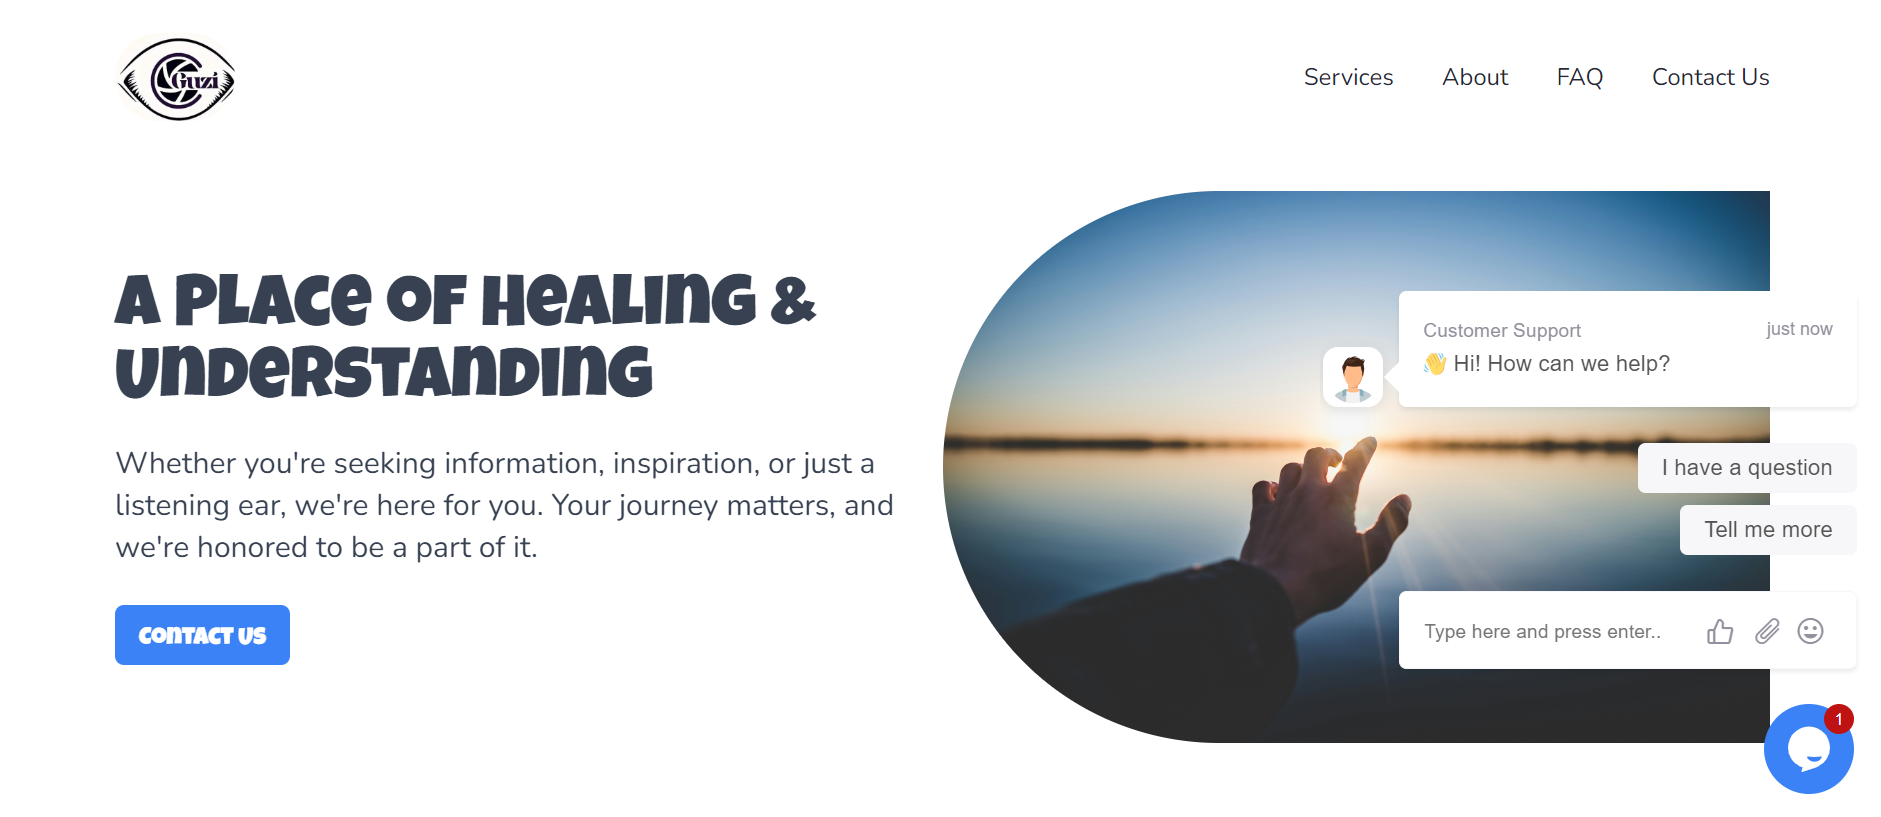 Guzi
Services
About
FAQ
Contact Us
A Place of Healing &
Understanding
Whether you're seeking information, inspiration, or just a
listening ear, we're here for you. Your journey matters, and
we're honored to be a part of it.
Contact Us
Customer Support
just now
👋 Hi! How can we help?
I have a question
Tell me more
Type here and press enter..
1